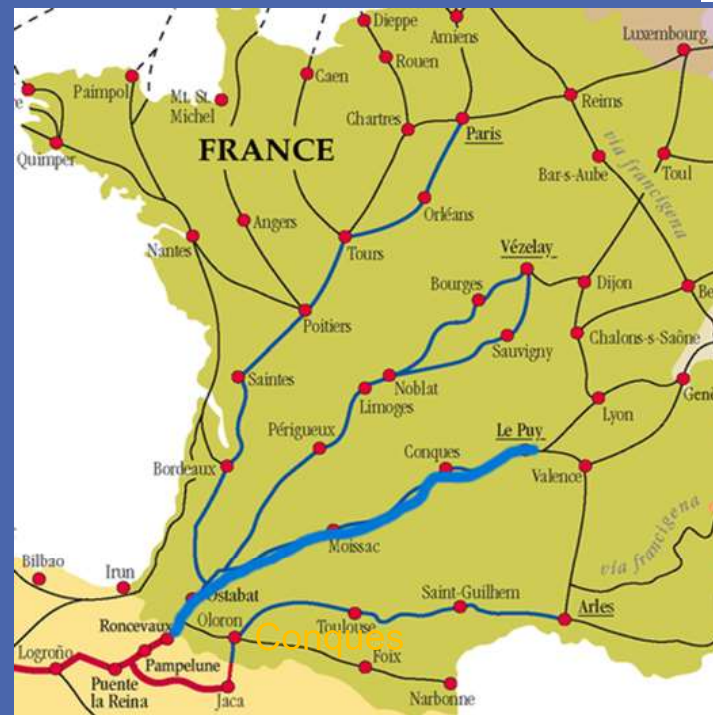 Dieppe
Amiens
Luxembourg
Rouen
Paimpol
Caen
Mt. St.
Michel
Reims
Chartres
Paris
FRANCE
via francigena
Quimper
Bar-s-Aube
Toul
Orléans
Angers
Nantes
Tours
Vézelay
Bourges
Dijon
Be
Poitiers
Chalons-s-Saône
Sauvigny
Saintes
Noblat
Limoges
Genè
Lyon
Périgueux
Le Puy
Conques
Bordeaux
Valence
Moissac
via francigena
Bilbao
Irun
Ostabat
Saint-Guilhem
Arles
Roncevaux
Oloron
Toulouse
Conques
Logroño
Pampelune
Foix
Puente
la Reina
Jaca
Narbonne